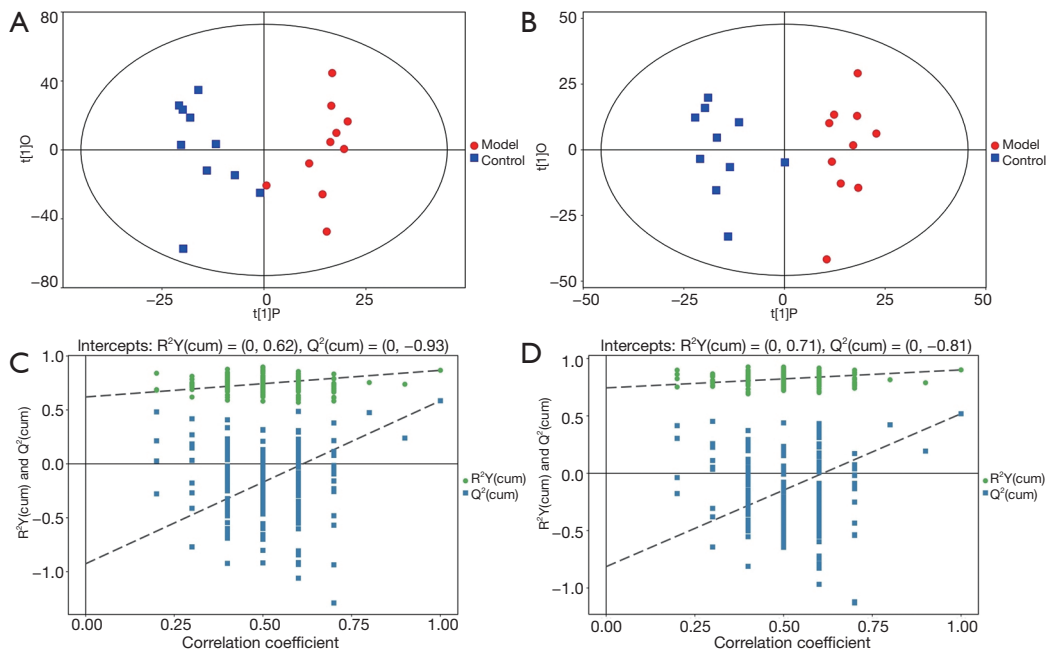 A
80
40
0
−40
−80
t[1]O
−25
0
25
t[1]P
Model
Control
B
50
25
0
−25
−50
t[1]O
−50
−25
0
25
50
t[1]P
Model
Control
C
Intercepts: R²Y(cum) = (0, 0.62), Q²(cum) = (0, −0.93)
1.0
0.5
0.0
−0.5
−1.0
R²Y(cum) and Q²(cum)
0.00
0.25
0.50
0.75
1.00
Correlation coefficient
R²Y(cum)
Q²(cum)
D
Intercepts: R²Y(cum) = (0, 0.71), Q²(cum) = (0, −0.81)
1.0
0.5
0.0
−0.5
−1.0
R²Y(cum) and Q²(cum)
0.00
0.25
0.50
0.75
1.00
Correlation coefficient
R²Y(cum)
Q²(cum)